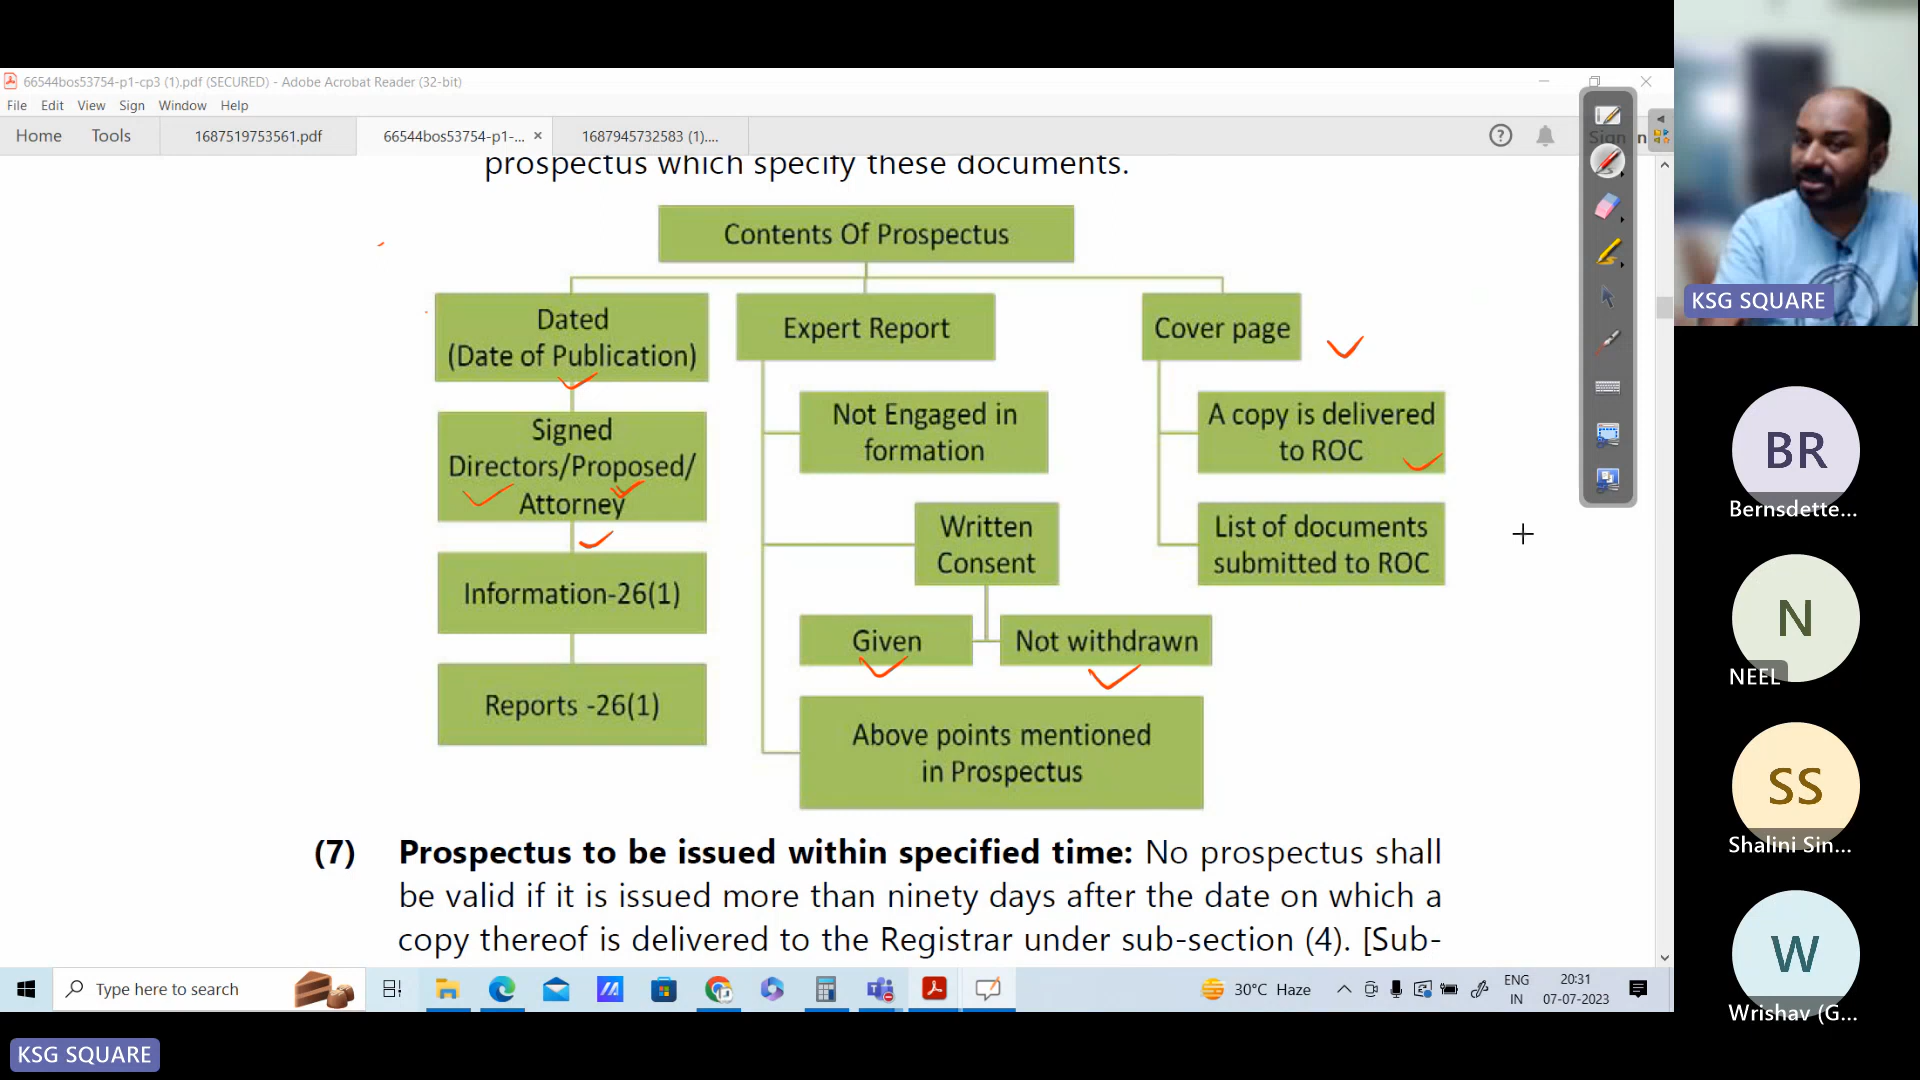 66544bos53754-p1-cp3 (1).pdf (SECURED) - Adobe Acrobat Reader (32-bit)
File Edit View Sign Window Help
Home Tools 1687519753561.pdf 66544bos53754-p1-... × 1687945732583 (1)....
prospectus which specify these documents.
Contents Of Prospectus
Dated
(Date of Publication)
Signed
Directors/Proposed/
Attorney
Information-26(1)
Reports -26(1)
Expert Report
Not Engaged in
formation
Written
Consent
Given
Not withdrawn
Above points mentioned
in Prospectus
Cover page
A copy is delivered
to ROC
List of documents
submitted to ROC
(7) Prospectus to be issued within specified time: No prospectus shall
be valid if it is issued more than ninety days after the date on which a
copy thereof is delivered to the Registrar under sub-section (4). [Sub-
Type here to search
30°C Haze
ENG
IN
20:31
07-07-2023
KSG SQUARE
KSG SQUARE
BR
Bernsdette...
N
NEEL
SS
Shalini Sin...
W
Wrishav (G...